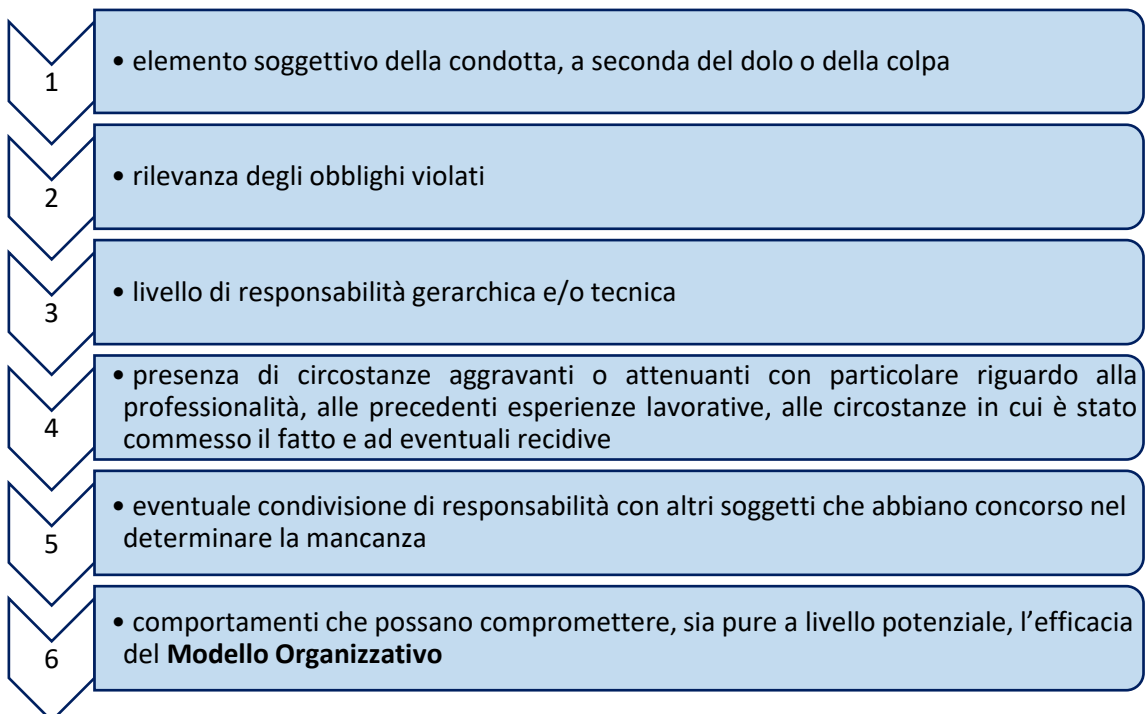 1
• elemento soggettivo della condotta, a seconda del dolo o della colpa
2
• rilevanza degli obblighi violati
3
• livello di responsabilità gerarchica e/o tecnica
4
• presenza di circostanze aggravanti o attenuanti con particolare riguardo alla
professionalità, alle precedenti esperienze lavorative, alle circostanze in cui è stato
commesso il fatto e ad eventuali recidive
5
• eventuale condivisione di responsabilità con altri soggetti che abbiano concorso nel
determinare la mancanza
6
• comportamenti che possano compromettere, sia pure a livello potenziale, l’efficacia
del Modello Organizzativo